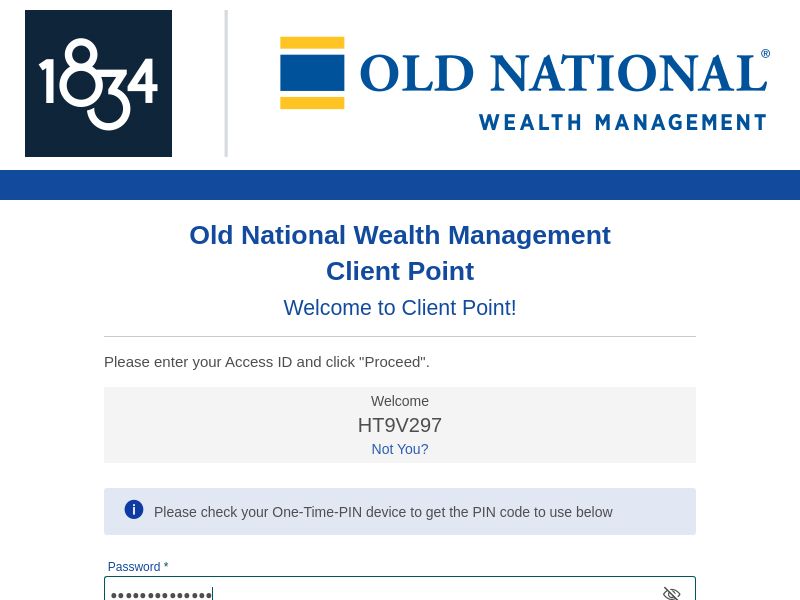 1834
OLD NATIONAL®
WEALTH MANAGEMENT
Old National Wealth Management
Client Point
Welcome to Client Point!
Please enter your Access ID and click "Proceed".
Welcome
HT9V297
Not You?
Please check your One-Time-PIN device to get the PIN code to use below
Password *
••••••••••••••